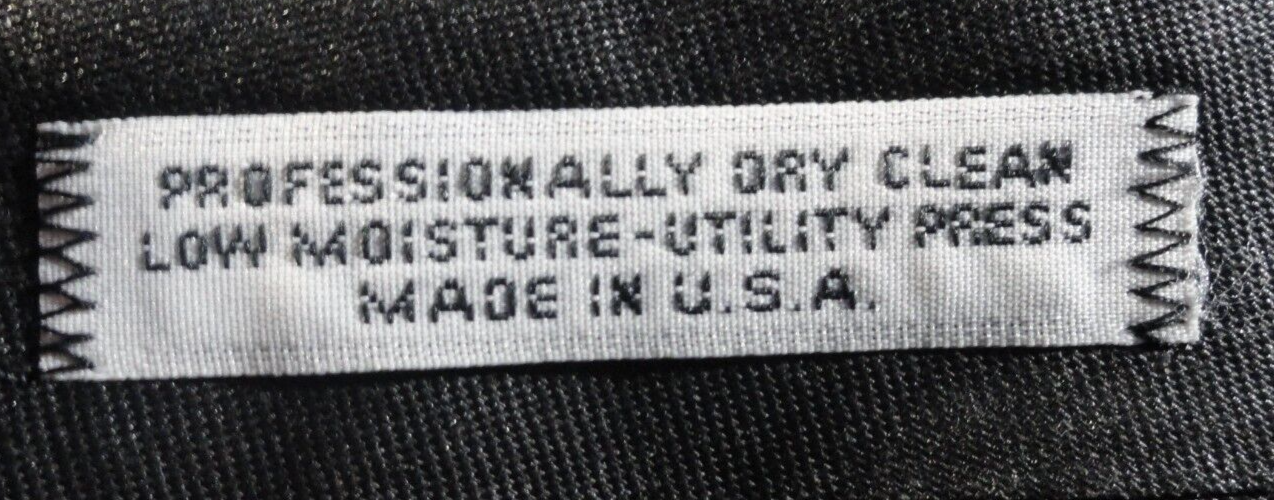 PROFESSIONALLY DRY CLEAN
LOW MOISTURE-UTILITY PRESS
MADE IN U.S.A.